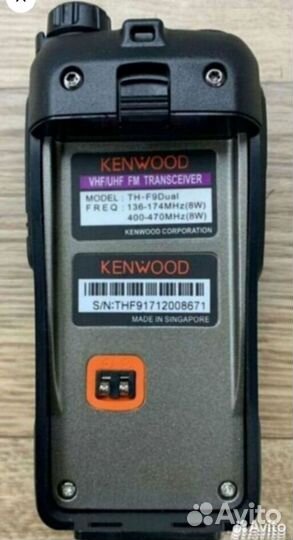 KENWOOD
VHF/UHF FM TRANSCEIVER
MODEL : TH-F9Dual
FREQ : 136-174MHz(8W)
400-470MHz(8W)
KENWOOD CORPORATION
KENWOOD
S/N:THF91712008671
MADE IN SINGAPORE
Avito